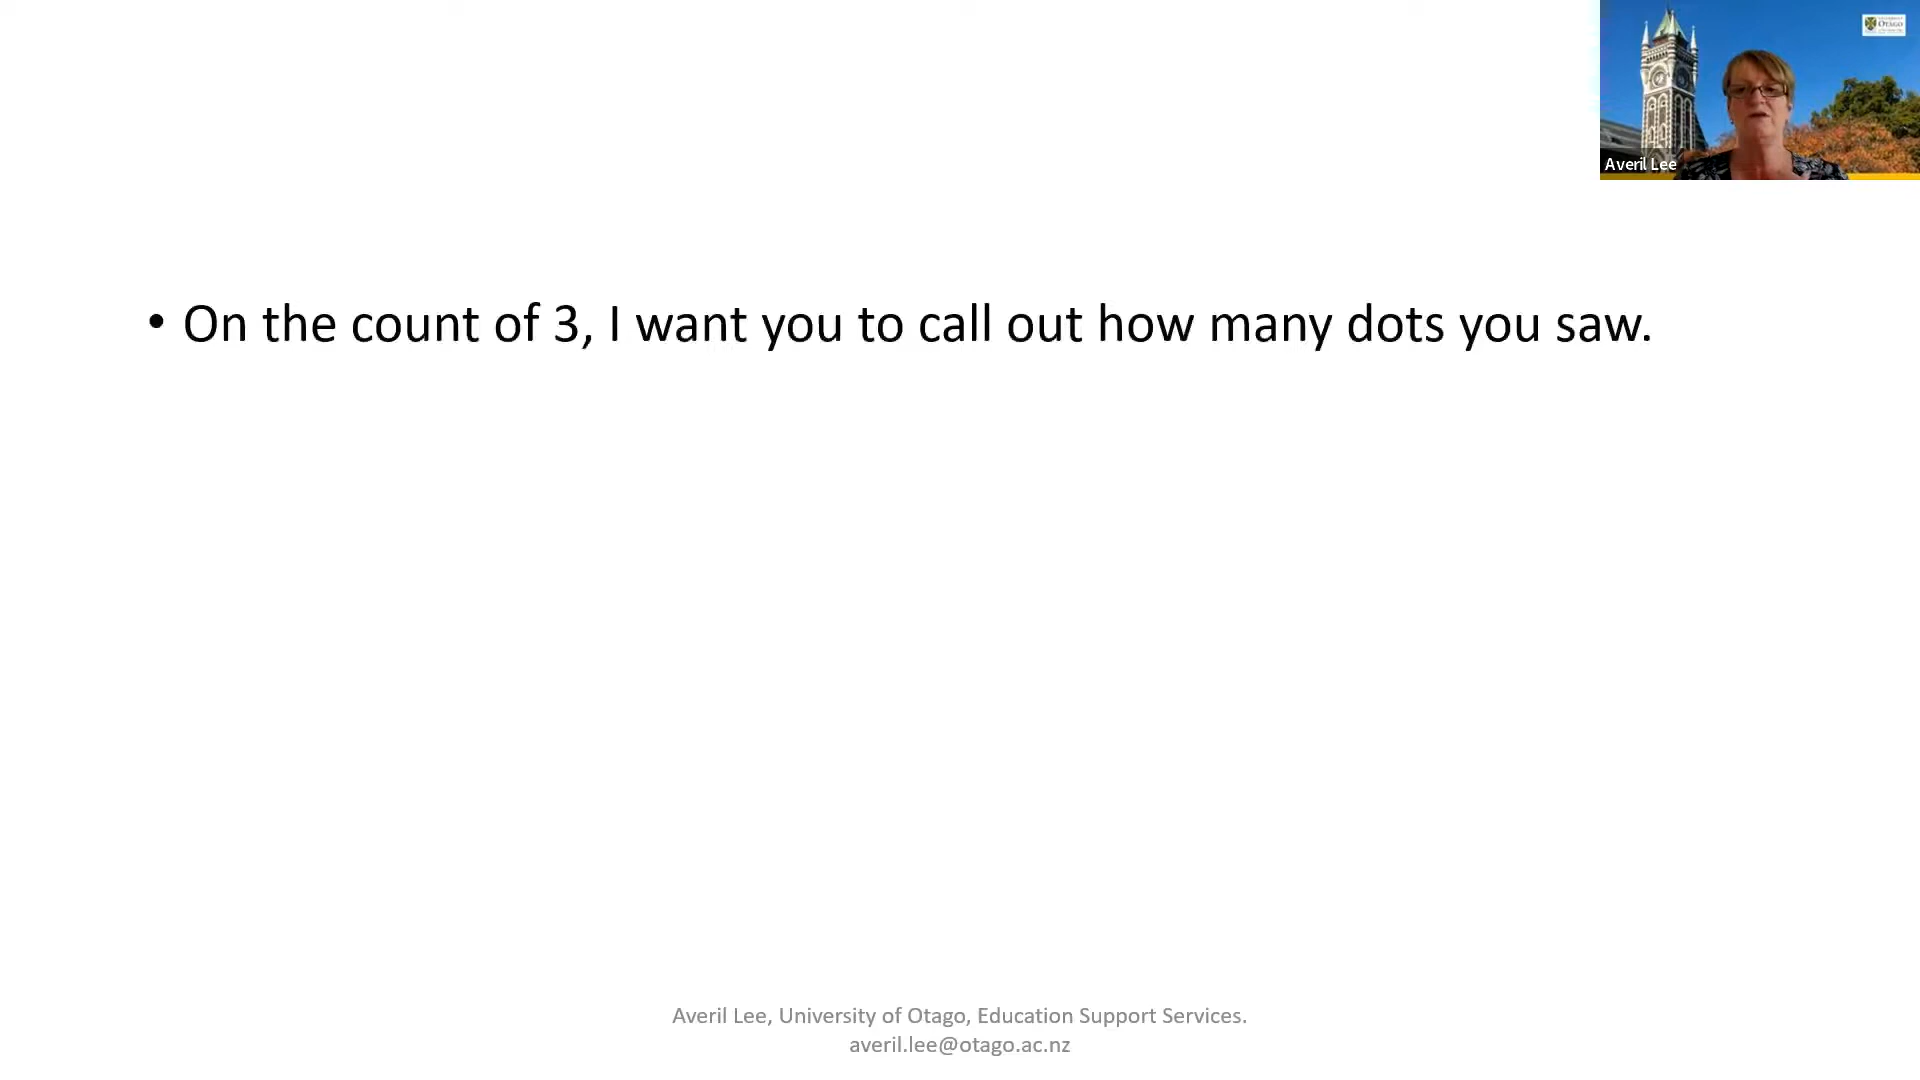 OTAGO
Averil Lee
• On the count of 3, I want you to call out how many dots you saw.
Averil Lee, University of Otago, Education Support Services.
averil.lee@otago.ac.nz